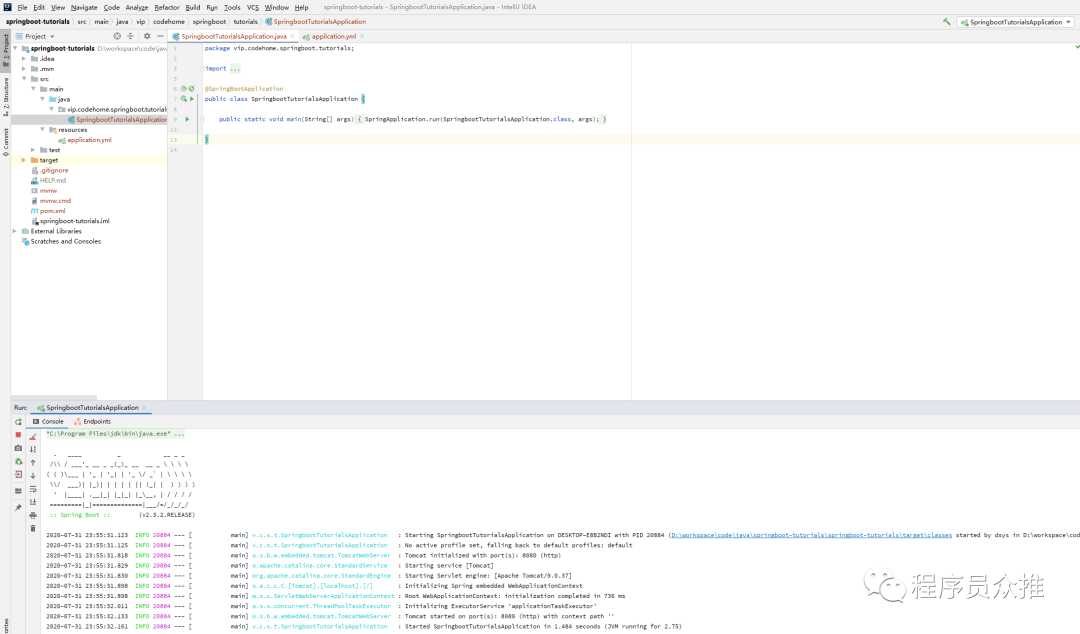 File Edit View Navigate Code Analyze Refactor Build Run Tools VCS Window Help springboot-tutorials - SpringbootTutorialsApplication.java - IntelliJ IDEA
springboot-tutorials src main java vip codehome springboot tutorials SpringbootTutorialsApplication SpringbootTutorialsApplication
Project SpringbootTutorialsApplication.java application.yml
springboot-tutorials D:\workspace\code\jav
.idea
.mvn
src
main
java
vip.codehome.springboot.tutorials
SpringbootTutorialsApplication
resources
application.yml
test
target
.gitignore
HELP.md
mvnw
mvnw.cmd
pom.xml
springboot-tutorials.iml
External Libraries
Scratches and Consoles
1: Project
Z: Structure
Commit
1 package vip.codehome.springboot.tutorials;
2
3 import ...
5
6 @SpringBootApplication
7 public class SpringbootTutorialsApplication {
8
9 public static void main(String[] args) { SpringApplication.run(SpringbootTutorialsApplication.class, args); }
12
13 }
14
Run: SpringbootTutorialsApplication
Console Endpoints
"C:\Program Files\jdk\bin\java.exe" ...
:: Spring Boot :: (v2.3.2.RELEASE)
2020-07-31 23:55:31.123 INFO 20884 --- [ main] v.c.s.t.SpringbootTutorialsApplication : Starting SpringbootTutorialsApplication on DESKTOP-E8B2NDI with PID 20884 (D:\workspace\code\java\springboot-tutorials\springboot-tutorials\target\classes started by dsys in D:\workspace\cod
2020-07-31 23:55:31.125 INFO 20884 --- [ main] v.c.s.t.SpringbootTutorialsApplication : No active profile set, falling back to default profiles: default
2020-07-31 23:55:31.818 INFO 20884 --- [ main] o.s.b.w.embedded.tomcat.TomcatWebServer : Tomcat initialized with port(s): 8080 (http)
2020-07-31 23:55:31.829 INFO 20884 --- [ main] o.apache.catalina.core.StandardService : Starting service [Tomcat]
2020-07-31 23:55:31.830 INFO 20884 --- [ main] org.apache.catalina.core.StandardEngine : Starting Servlet engine: [Apache Tomcat/9.0.37]
2020-07-31 23:55:31.898 INFO 20884 --- [ main] o.a.c.c.C.[Tomcat].[localhost].[/] : Initializing Spring embedded WebApplicationContext
2020-07-31 23:55:31.898 INFO 20884 --- [ main] w.s.c.ServletWebServerApplicationContext : Root WebApplicationContext: initialization completed in 736 ms
2020-07-31 23:55:32.011 INFO 20884 --- [ main] o.s.s.concurrent.ThreadPoolTaskExecutor : Initializing ExecutorService 'applicationTaskExecutor'
2020-07-31 23:55:32.133 INFO 20884 --- [ main] o.s.b.w.embedded.tomcat.TomcatWebServer : Tomcat started on port(s): 8080 (http) with context path ''
2020-07-31 23:55:32.161 INFO 20884 --- [ main] v.c.s.t.SpringbootTutorialsApplication : Started SpringbootTutorialsApplication in 1.484 seconds (JVM running for 2.75)
程序员众推